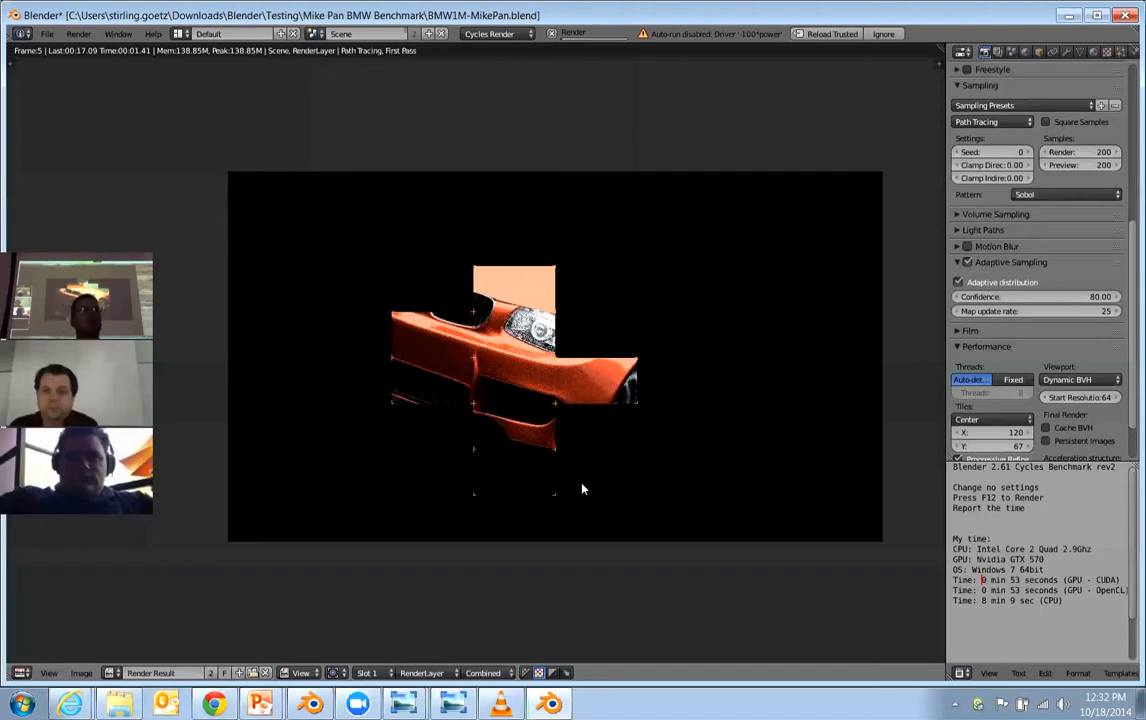 Blender* [C:\Users\stirling.goetz\Downloads\Blender\Testing\Mike Pan BMW Benchmark\BMW1M-MikePan.blend]
File Render Window Help Default Scene Cycles Render Render Auto-run disabled: Driver '-100*power' Reload Trusted Ignore
Frame:5 | Last:00:17.09 Time:00:01.41 | Mem:138.85M, Peak:138.85M | Scene, RenderLayer | Path Tracing, First Pass
Freestyle
Sampling
Sampling Presets
Path Tracing Square Samples
Settings: Samples:
Seed: 0 Render: 200
Clamp Direc: 0.00 Preview: 200
Clamp Indire: 0.00
Pattern: Sobol
Volume Sampling
Light Paths
Motion Blur
Adaptive Sampling
Adaptive distribution
Confidence: 80.00
Map update rate: 25
Film
Performance
Threads: Viewport:
Auto-det... Fixed Dynamic BVH
Threads: 8 Start Resolutio: 64
Tiles: Final Render:
Center Cache BVH
X: 120 Persistent Images
Y: 67
Progressive Refin Acceleration structure:
Blender 2.61 Cycles Benchmark rev2
Change no settings
Press F12 to Render
Report the time
My time:
CPU: Intel Core 2 Quad 2.9Ghz
GPU: Nvidia GTX 570
OS: Windows 7 64bit
Time: 0 min 53 seconds (GPU - CUDA)
Time: 0 min 53 seconds (GPU - OpenCL)
Time: 8 min 9 sec (CPU)
View Image Render Result 2 F View Slot 1 RenderLayer Combined
View Text Edit Format Templates
12:32 PM
10/18/2014